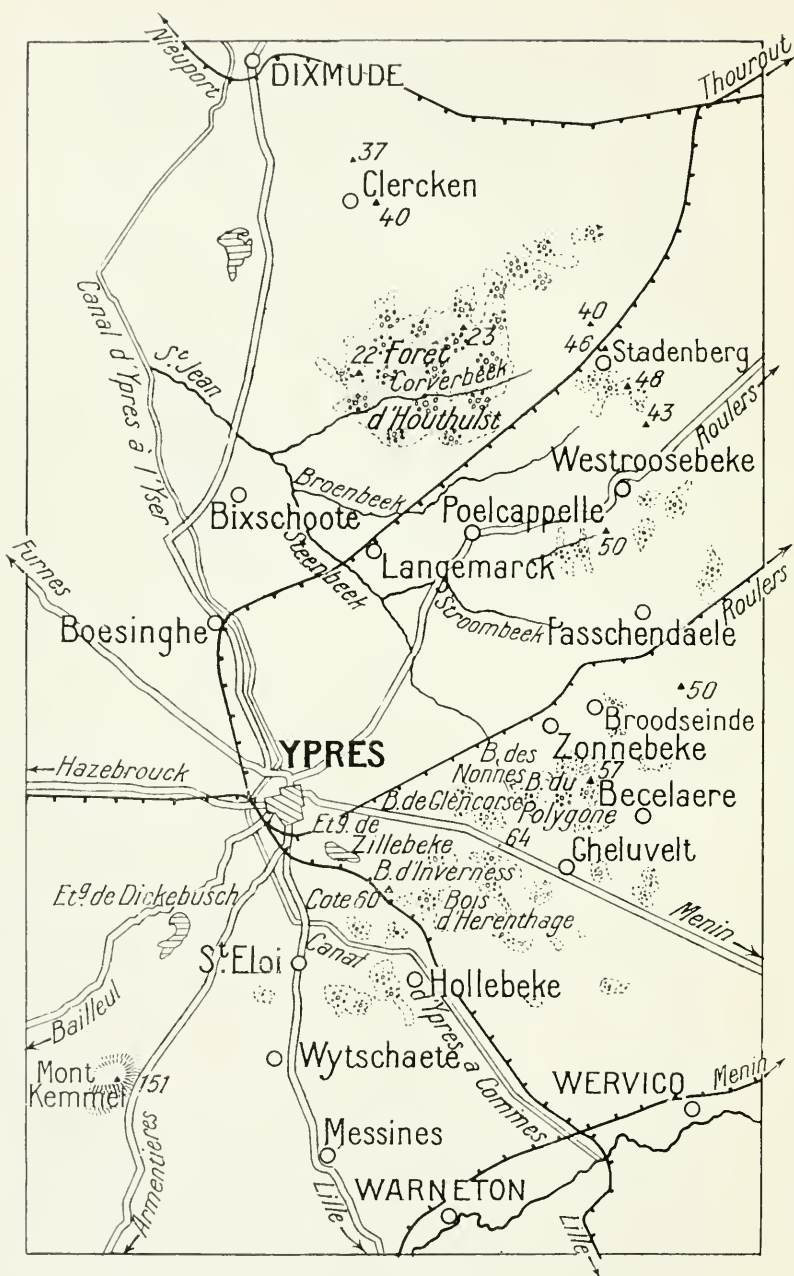 Nieuport
DIXMUDE
Thourout
37
Clercken
40
Canal d'Ypres à l'Yser
St Jean
40
23
22 Foret
46
Stadenberg
Corverbeek
48
d'Houthulst
43
Roulers
Westroosebeke
Broenbeek
Bixschoote
Poelcappelle
50
Steenbeek
Langemarck
Furnes
Roulers
Stroombeek
Passchendaele
Boesinghe
50
Broodseinde
Zonnebeke
YPRES
B. des
Nonnes
Hazebrouck
57
B. du
Polygone
Becelaere
B. de Glencorse
Etg. de
Zillebeke
64
Gheluvelt
B. d'Inverness
Etg de Dickebusch
Cote 60
Bois
d'Herenthage
Menin
St. Eloi
Canal
d'Ypres a Commes
Hollebeke
Bailleul
Wytschaete
Mont
Kemmel
151
WERVICQ
Menin
Armentieres
Messines
Lille
WARNETON
Lille